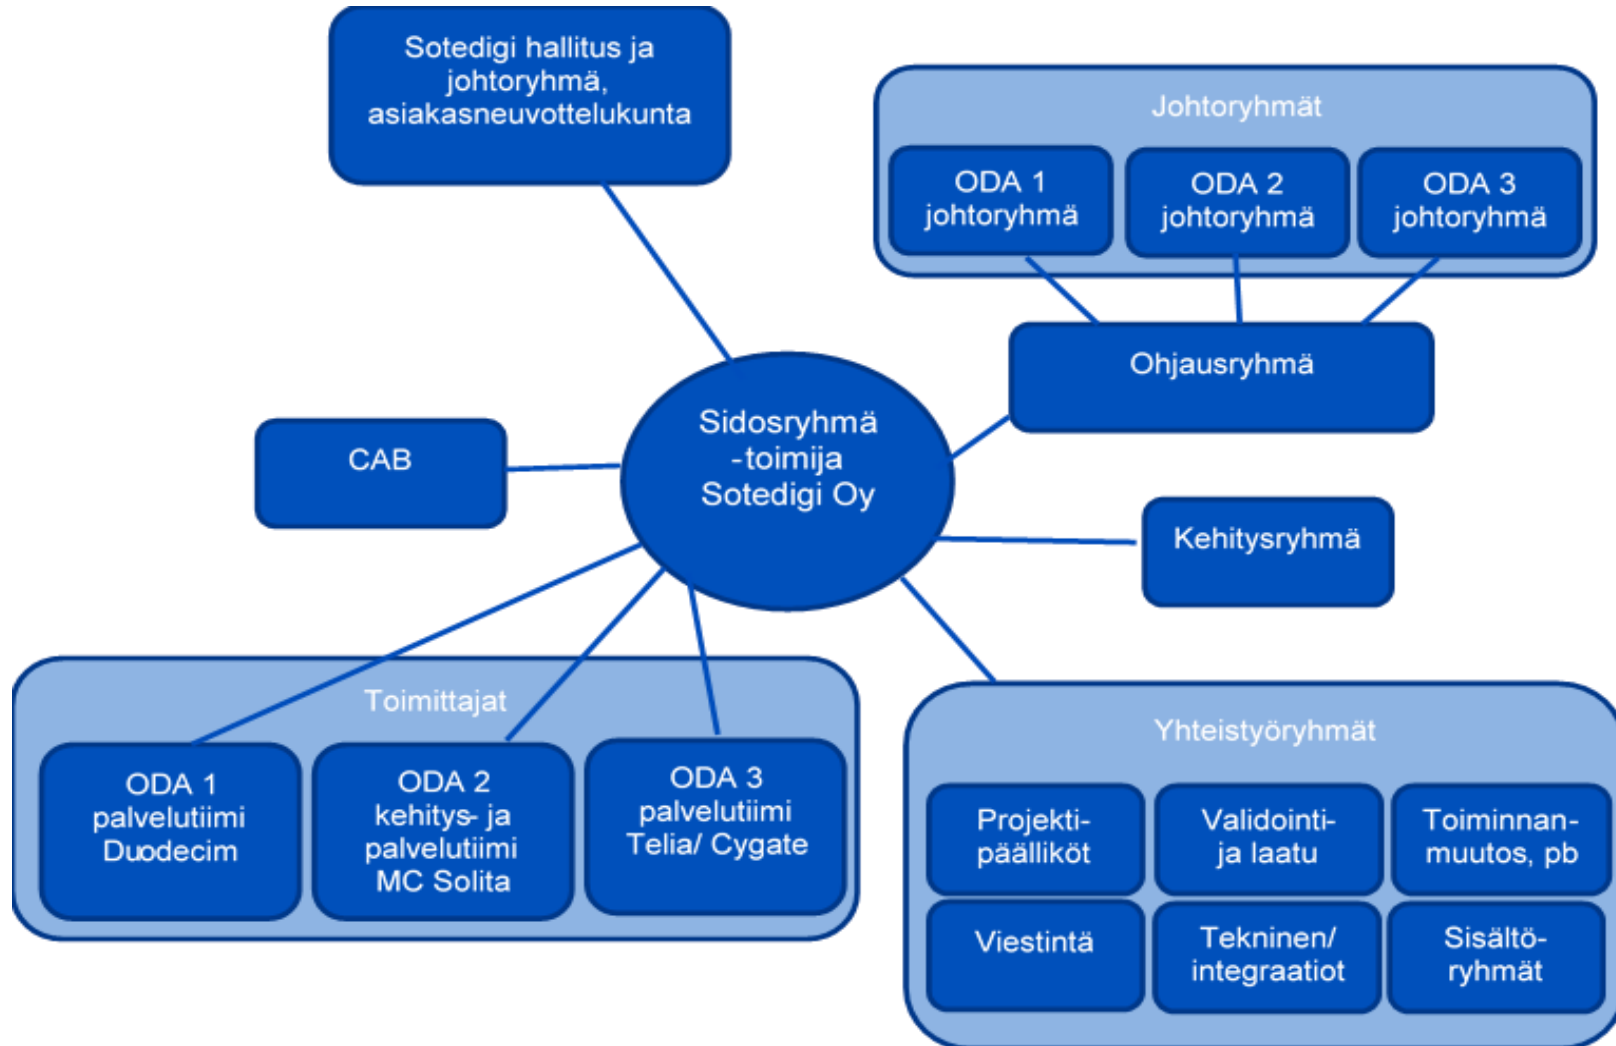 Sotedigi hallitus ja
johtoryhmä,
asiakasneuvottelukunta
Johtoryhmät
ODA 1
johtoryhmä
ODA 2
johtoryhmä
ODA 3
johtoryhmä
Ohjausryhmä
Sidosryhmä
-toimija
Sotedigi Oy
CAB
Kehitysryhmä
Toimittajat
ODA 1
palvelutiimi
Duodecim
ODA 2
kehitys- ja
palvelutiimi
MC Solita
ODA 3
palvelutiimi
Telia/ Cygate
Yhteistyöryhmät
Projekti-
päälliköt
Validointi-
ja laatu
Toiminnan-
muutos, pb
Viestintä
Tekninen/
integraatiot
Sisältö-
ryhmät